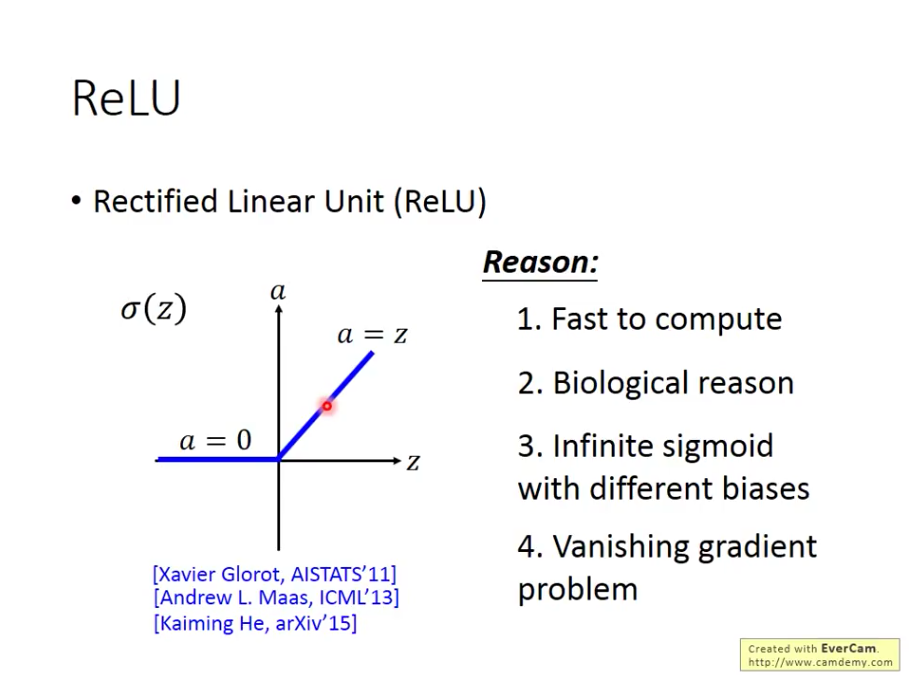 ReLU
• Rectified Linear Unit (ReLU)
σ(z)
a
a = z
a = 0
z
[Xavier Glorot, AISTATS’11]
[Andrew L. Maas, ICML’13]
[Kaiming He, arXiv’15]
Reason:
1. Fast to compute
2. Biological reason
3. Infinite sigmoid
with different biases
4. Vanishing gradient
problem
Created with EverCam.
http://www.camdemy.com